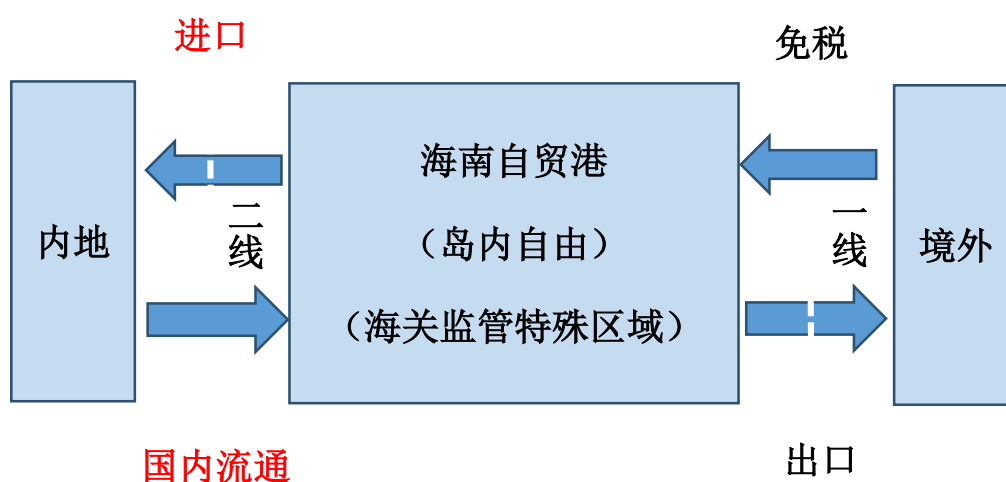 进口
免税
海南自贸港
二线
一线
内地
（岛内自由）
境外
（海关监管特殊区域）
国内流通
出口